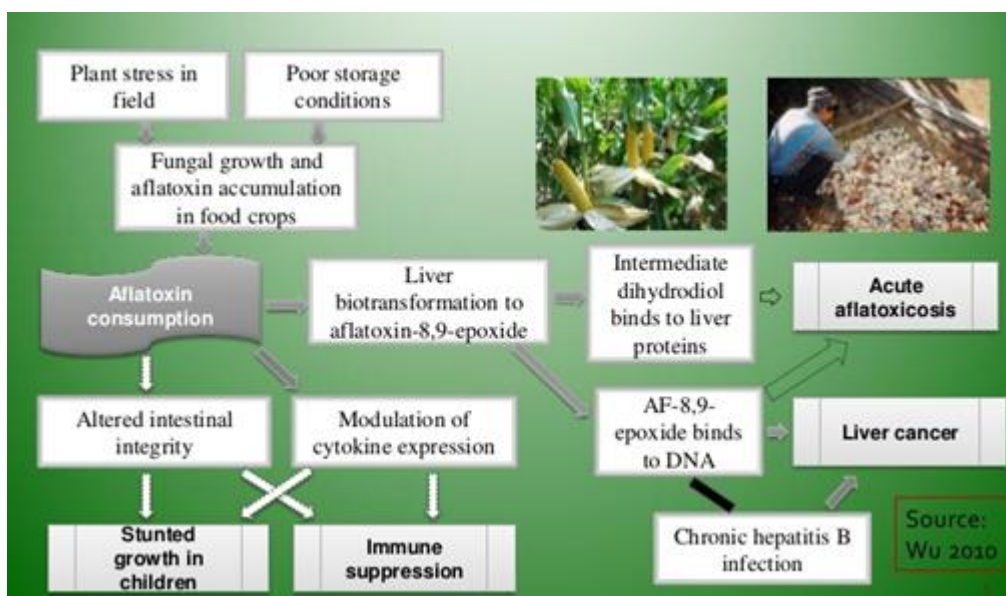 Plant stress in
field
Poor storage
conditions
Fungal growth and
aflatoxin accumulation
in food crops
Aflatoxin
consumption
Liver
biotransformation to
aflatoxin-8,9-epoxide
Intermediate
dihydrodiol
binds to liver
proteins
Acute
aflatoxicosis
Altered intestinal
integrity
Modulation of
cytokine expression
AF-8,9-
epoxide binds
to DNA
Liver cancer
Stunted
growth in
children
Immune
suppression
Chronic hepatitis B
infection
Source:
Wu 2010